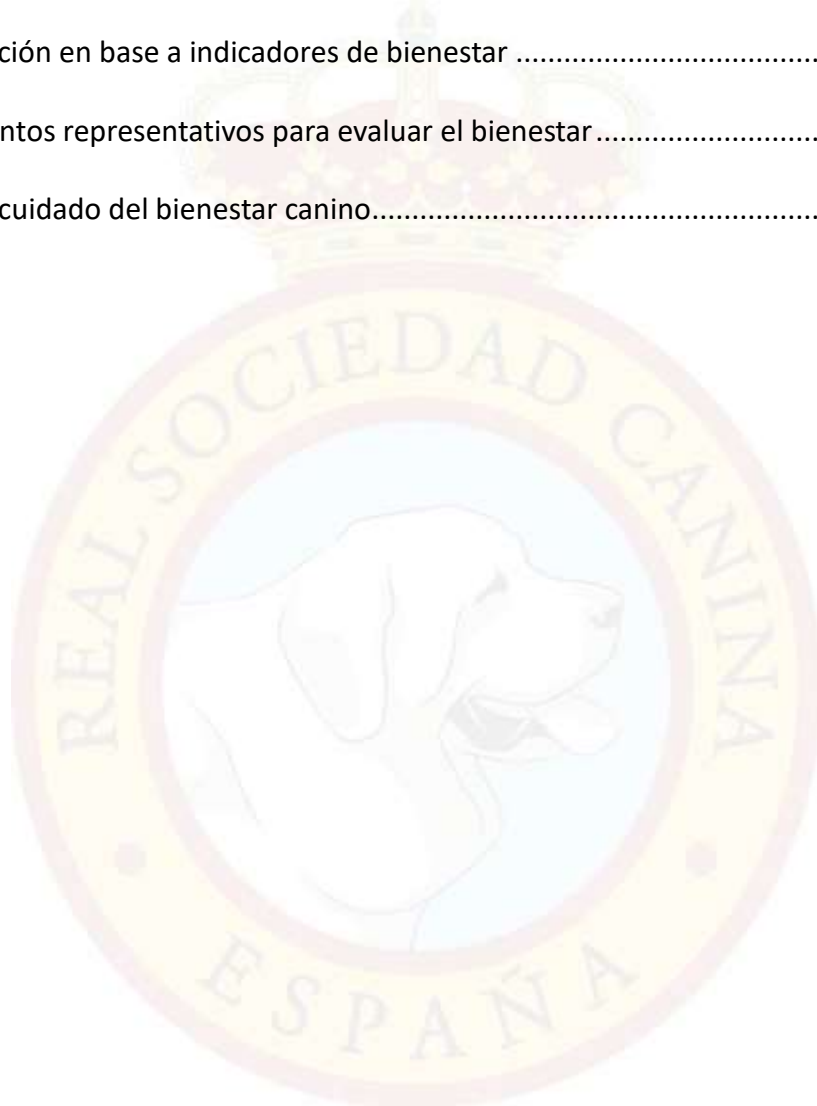 ción en base a indicadores de bienestar ......................................
ntos representativos para evaluar el bienestar............................
cuidado del bienestar canino........................................................
REAL SOCIEDAD CANINA
ESPAÑA